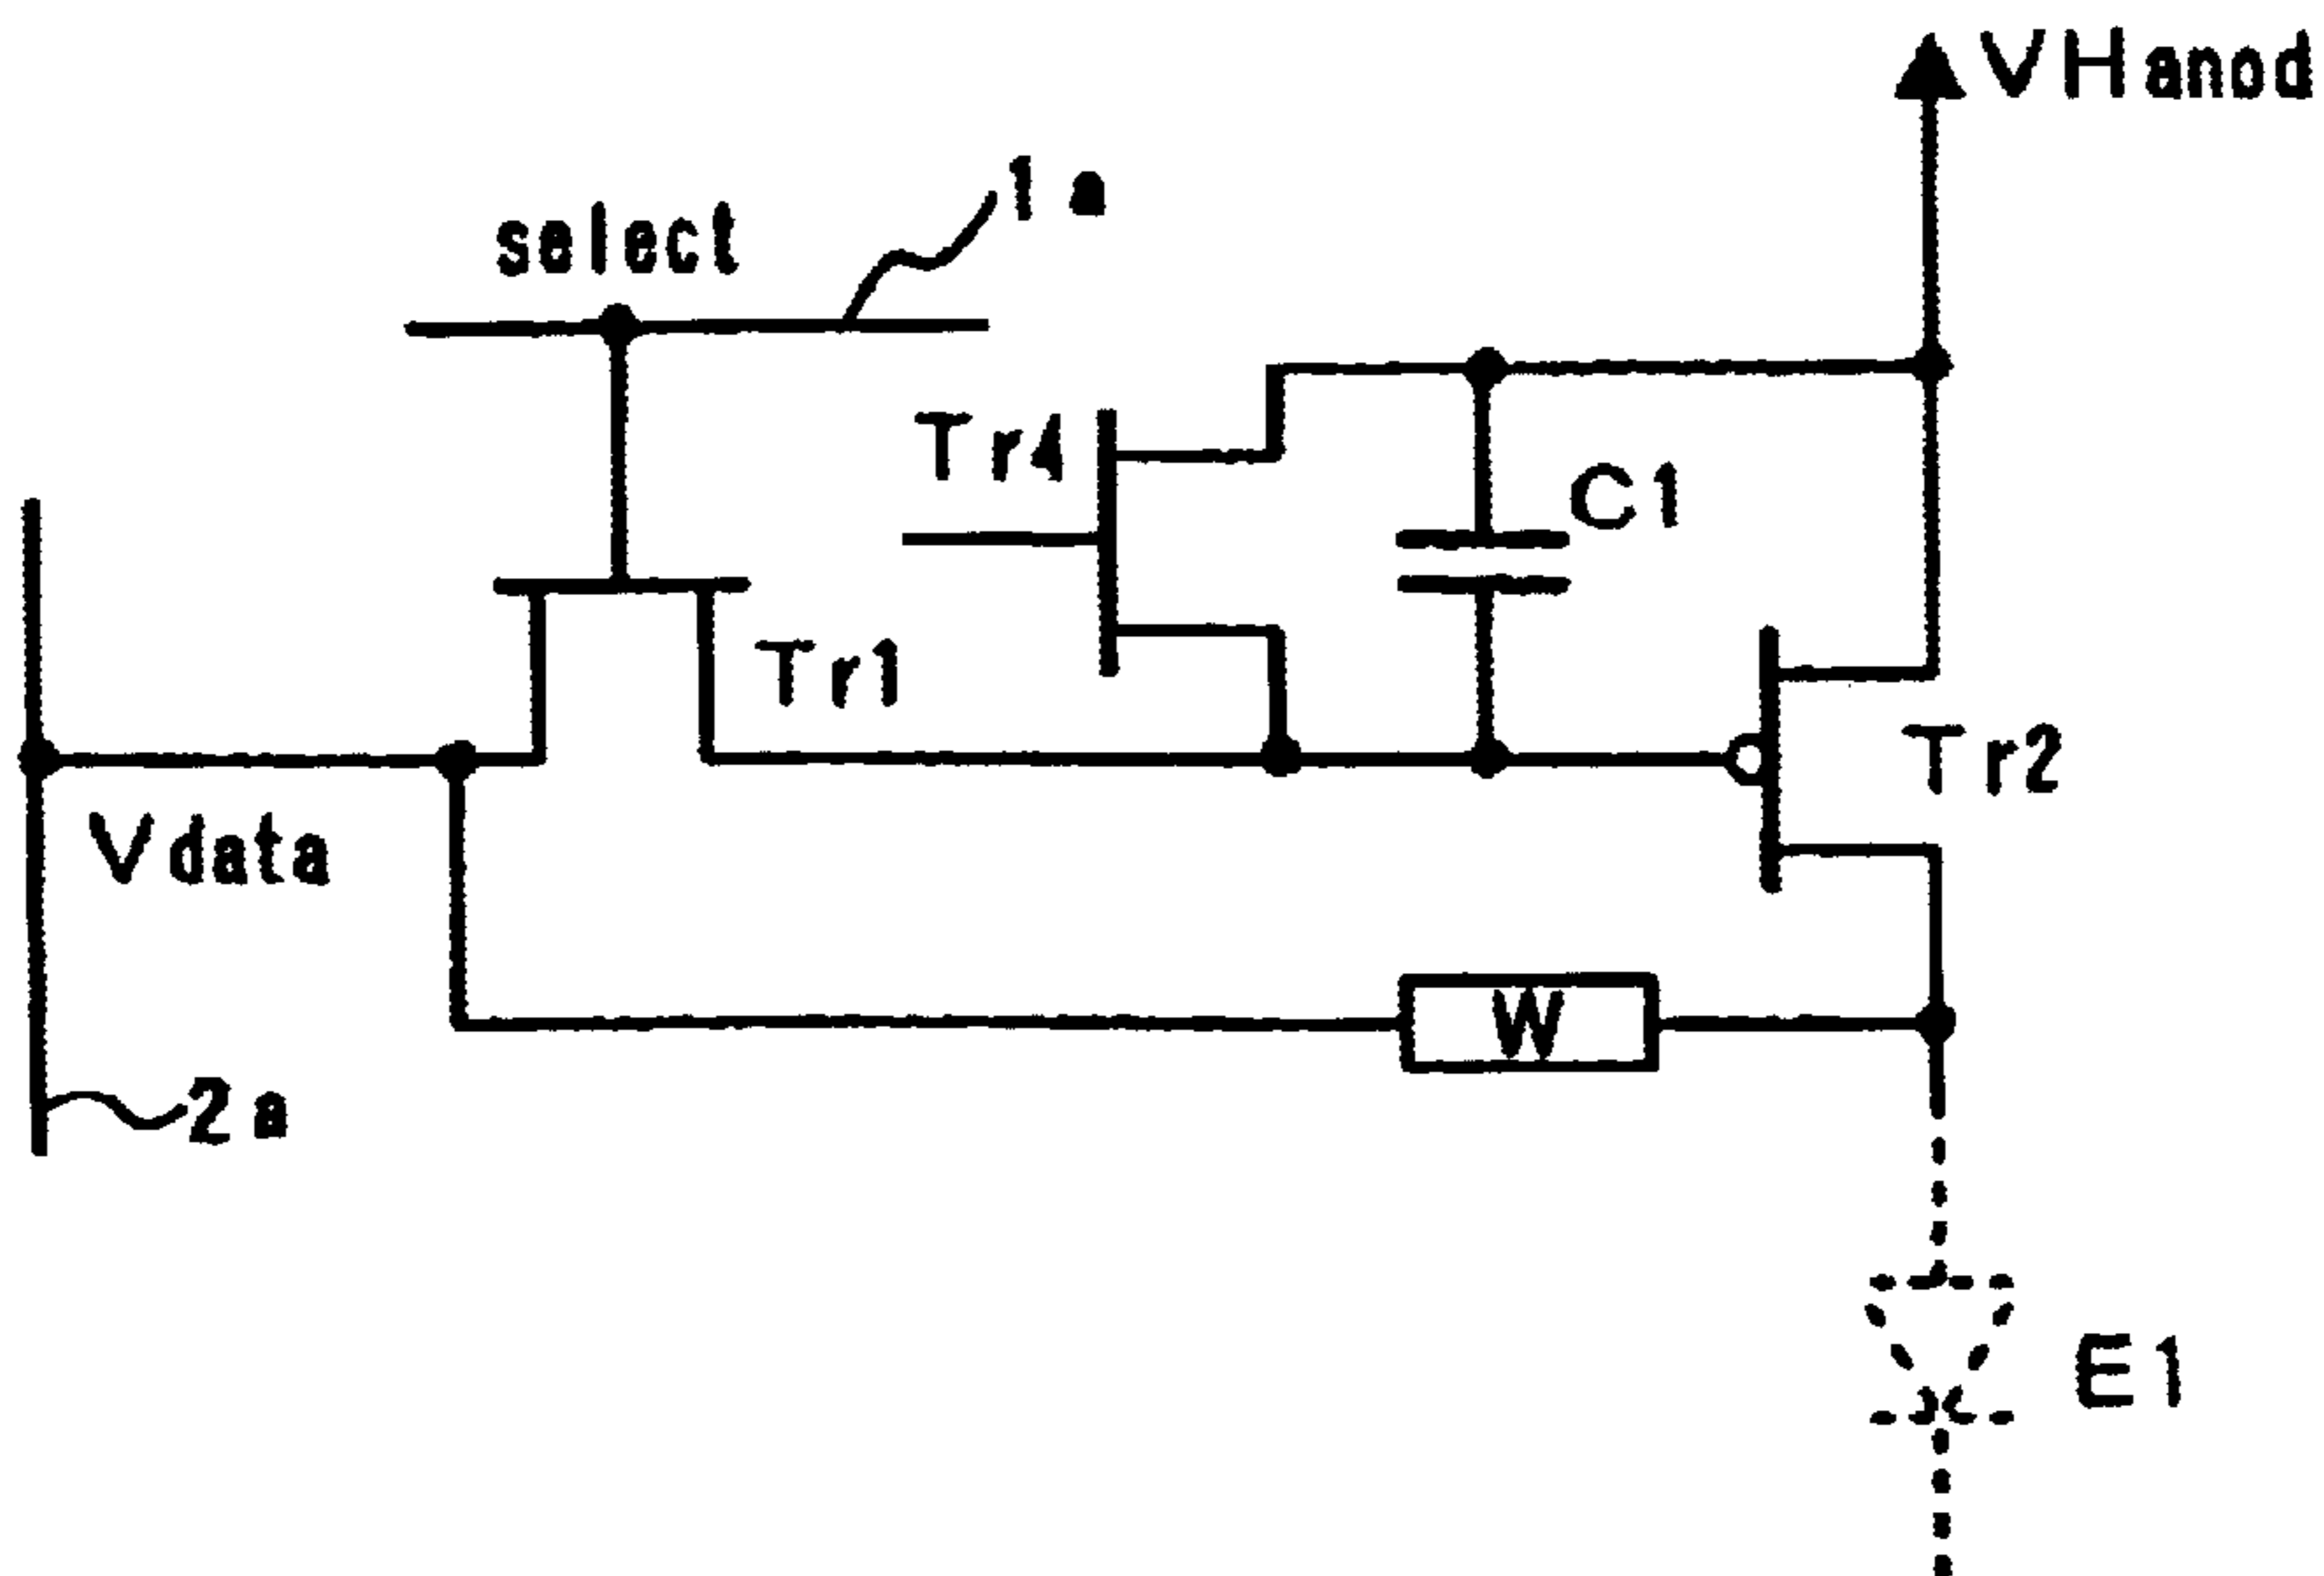 VHanod
1a
select
Tr4
C1
Tr1
Tr2
Vdata
W
2a
E1